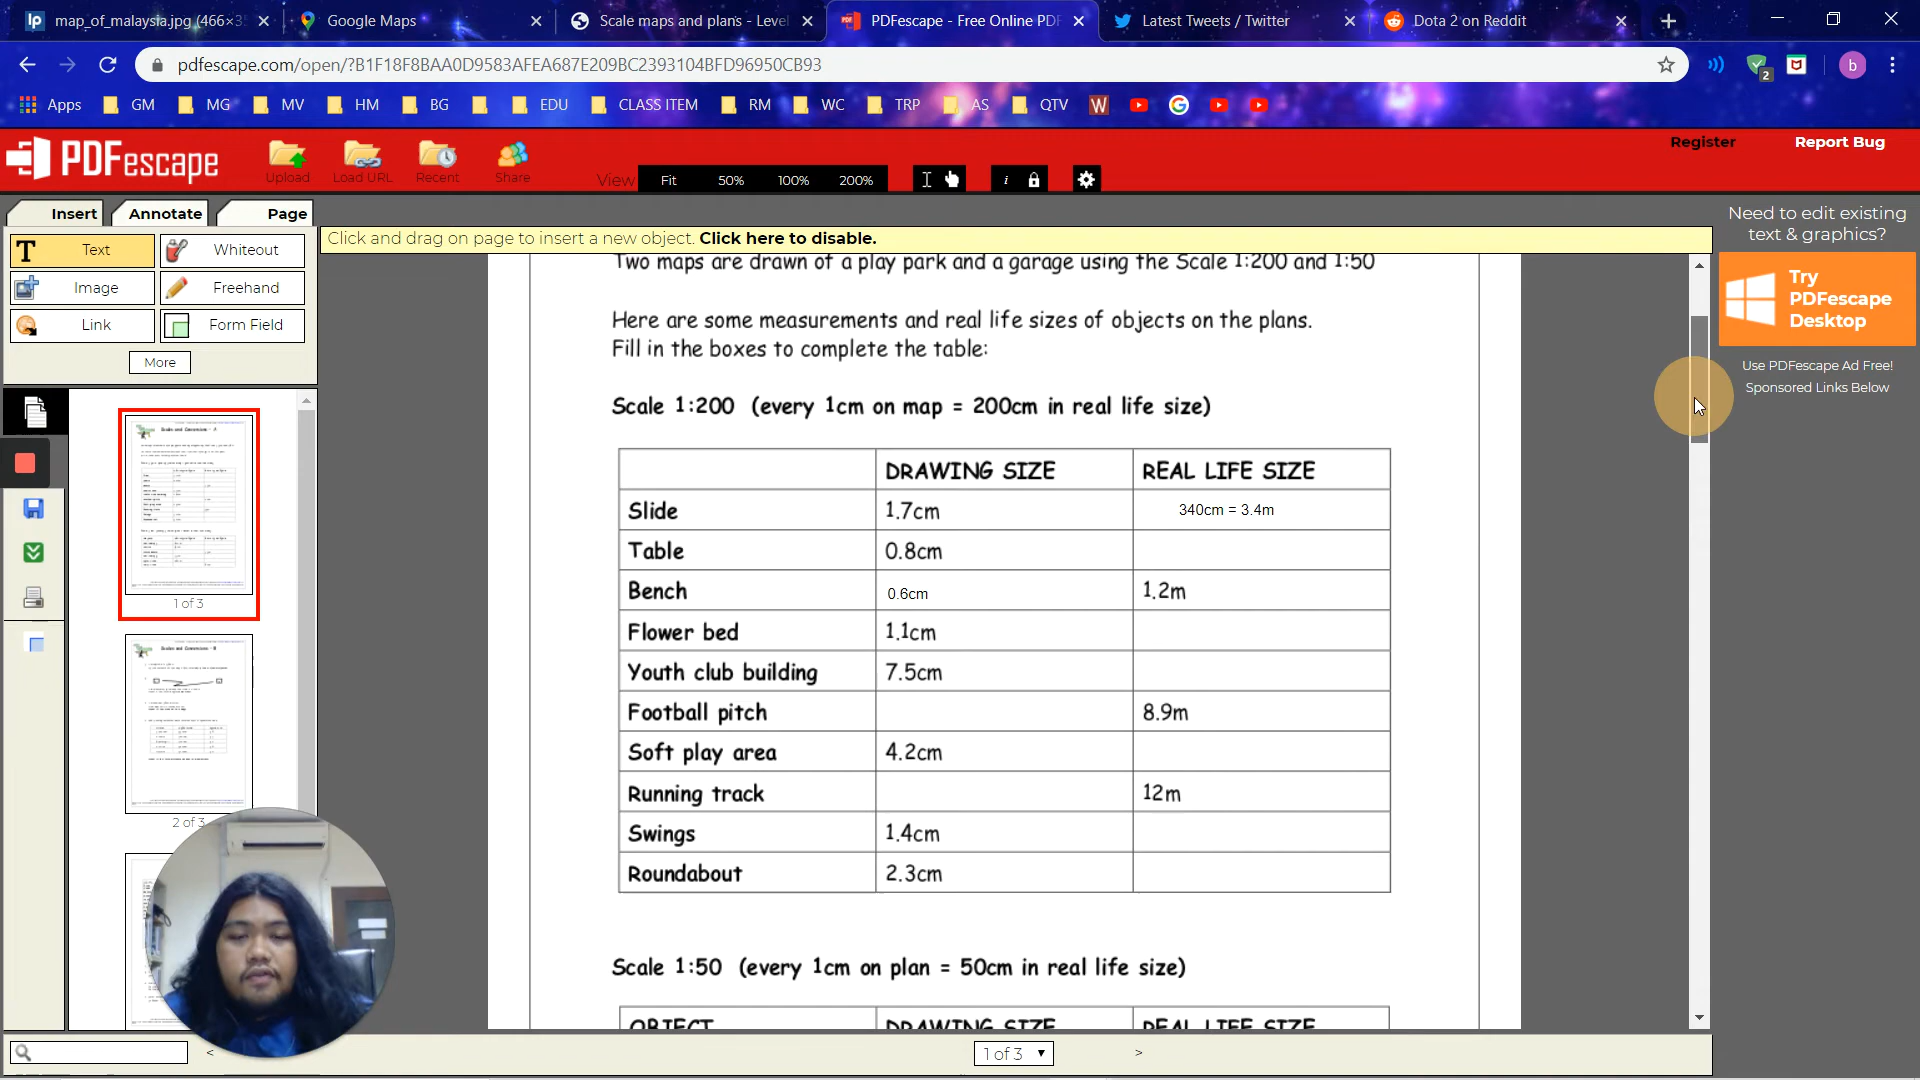 map_of_malaysia.jpg (466×3
Google Maps
Scale maps and plans - Level
PDFescape - Free Online PDF
Latest Tweets / Twitter
Dota 2 on Reddit
pdfescape.com/open/?B1F18F8BAA0D9583AFEA687E209BC2393104BFD96950CB93
2
b
Apps
GM
MG
MV
HM
BG
EDU
CLASS ITEM
RM
WC
TRP
AS
QTV
PDFescape
Upload
Load URL
Recent
Share
View
Fit
50%
100%
200%
Register
Report Bug
Insert
Annotate
Page
Text
Whiteout
Image
Freehand
Link
Form Field
More
Click and drag on page to insert a new object. Click here to disable.
Need to edit existing
text & graphics?
Try
PDFescape
Desktop
Use PDFescape Ad Free!
Sponsored Links Below
1 of 3
2 of 3
Two maps are drawn of a play park and a garage using the Scale 1:200 and 1:50
Here are some measurements and real life sizes of objects on the plans.
Fill in the boxes to complete the table:
Scale 1:200 (every 1cm on map = 200cm in real life size)
DRAWING SIZE REAL LIFE SIZE
Slide 1.7cm 340cm = 3.4m
Table 0.8cm
Bench 0.6cm 1.2m
Flower bed 1.1cm
Youth club building 7.5cm
Football pitch 8.9m
Soft play area 4.2cm
Running track 12m
Swings 1.4cm
Roundabout 2.3cm
Scale 1:50 (every 1cm on plan = 50cm in real life size)
OBJECT DRAWING SIZE REAL LIFE SIZE
< 1 of 3 >